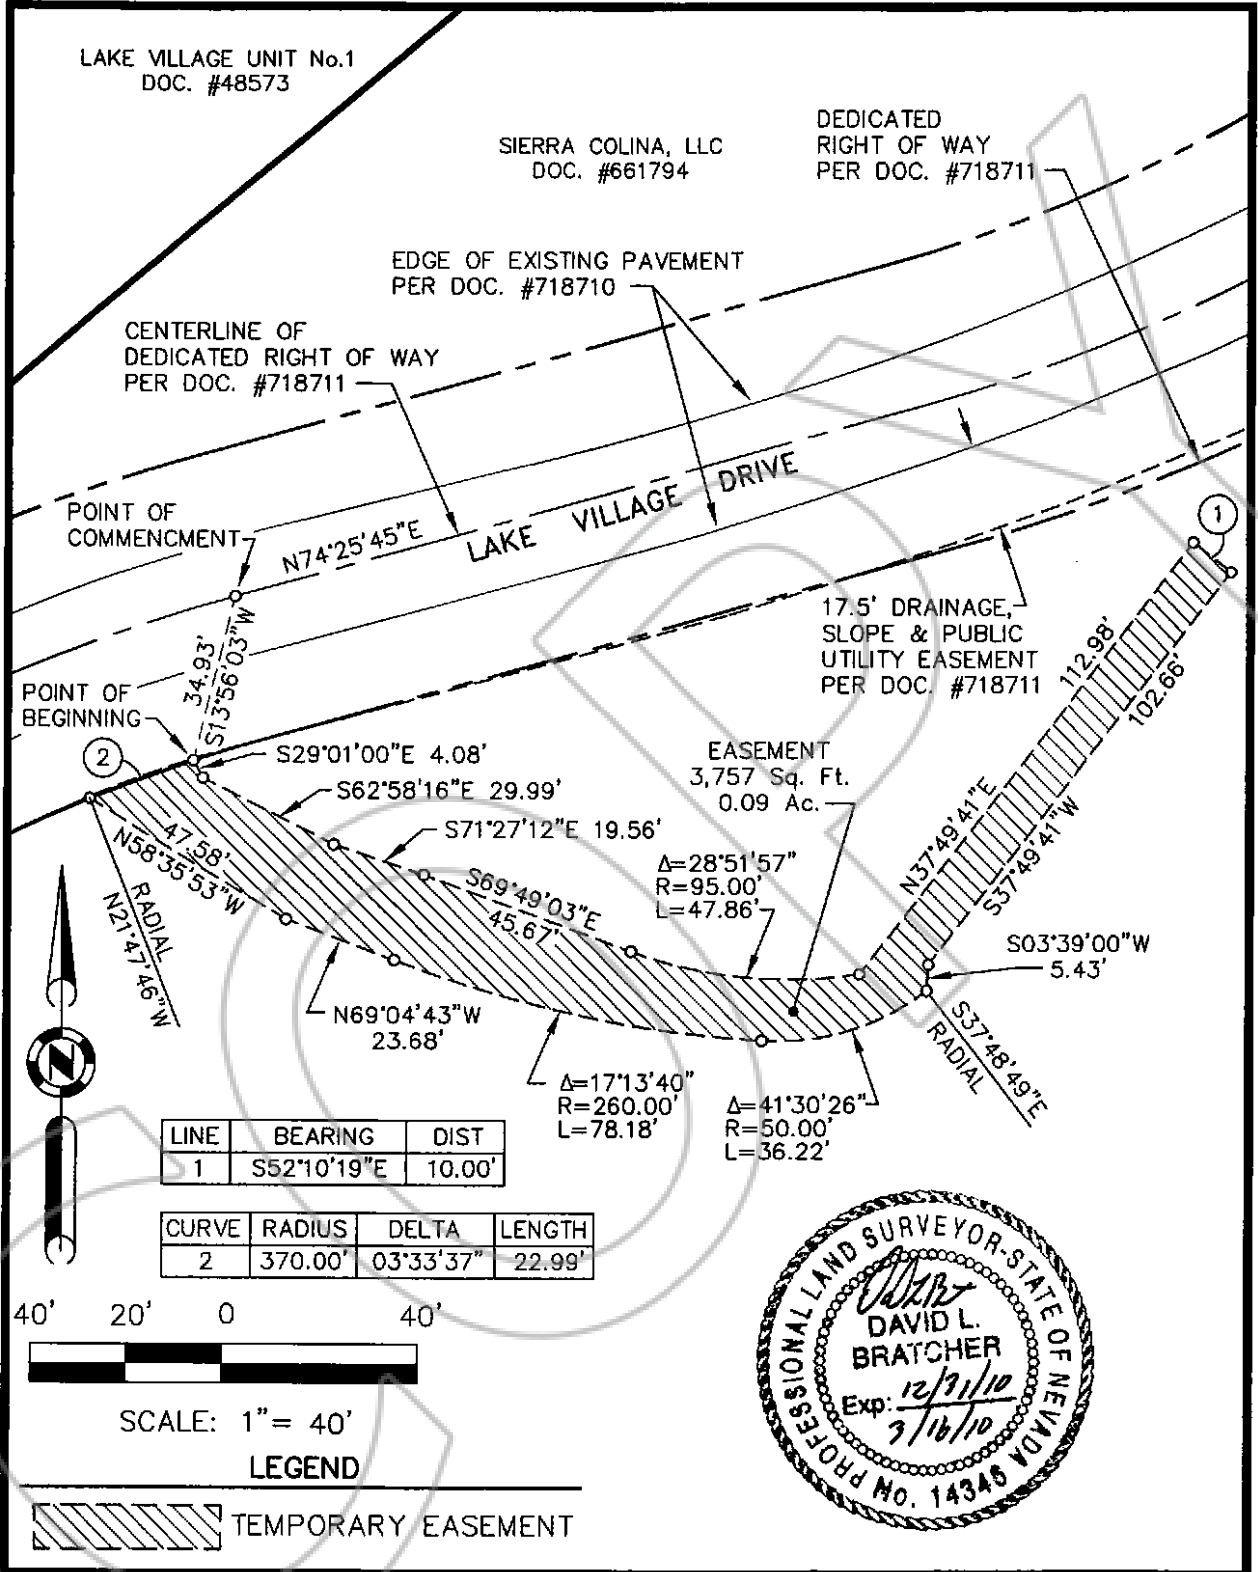 LAKE VILLAGE UNIT No.1
DOC. #48573
SIERRA COLINA, LLC
DOC. #661794
DEDICATED
RIGHT OF WAY
PER DOC. #718711
EDGE OF EXISTING PAVEMENT
PER DOC. #718710
CENTERLINE OF
DEDICATED RIGHT OF WAY
PER DOC. #718711
POINT OF
COMMENCMENT
N74°25'45"E
LAKE VILLAGE DRIVE
1
34.93'
S13°56'03"W
17.5' DRAINAGE,
SLOPE & PUBLIC
UTILITY EASEMENT
PER DOC. #718711
112.98'
102.66'
POINT OF
BEGINNING
2
S29°01'00"E 4.08'
S62°58'16"E 29.99'
S71°27'12"E 19.56'
EASEMENT
3,757 Sq. Ft.
0.09 Ac.
N37°49'41"E
S37°49'41"W
47.58'
N58°35'53"W
RADIAL
N21°47'46"W
S69°49'03"E
45.67'
Δ=28°51'57"
R=95.00'
L=47.86'
S03°39'00"W
5.43'
S37°48'49"E
RADIAL
N69°04'43"W
23.68'
N
Δ=17°13'40"
R=260.00'
L=78.18'
Δ=41°30'26"
R=50.00'
L=36.22'
LINE BEARING DIST
1 S52°10'19"E 10.00'
CURVE RADIUS DELTA LENGTH
2 370.00' 03°33'37" 22.99'
40' 20' 0 40'
SCALE: 1"= 40'
LEGEND
TEMPORARY EASEMENT
PROFESSIONAL LAND SURVEYOR-STATE OF NEVADA
DAVID L.
BRATCHER
Exp: 12/31/10
3/16/10
No. 14346
COPY